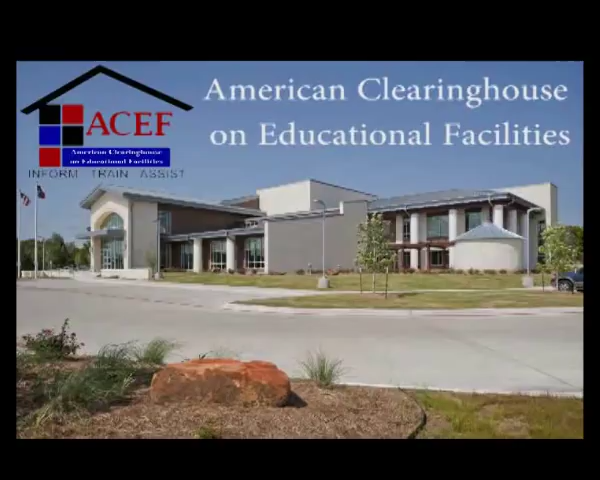 American Clearinghouse
on Educational Facilities
ACEF
American Clearinghouse
on Educational Facilities
INFORM TRAIN ASSIST